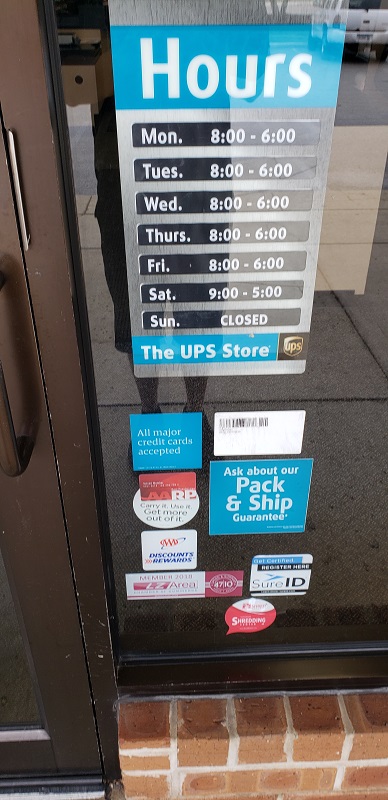 Hours
Mon. 8:00 - 6:00
Tues. 8:00 - 6:00
Wed. 8:00 - 6:00
Thurs. 8:00 - 6:00
Fri. 8:00 - 6:00
Sat. 9:00 - 5:00
Sun. CLOSED
The UPS Store ups
All major
credit cards
accepted
Ask about our
Pack
& Ship
Guarantee
AARP
Carry it. Use it.
Get more
out of it.
AAA
DISCOUNTS
REWARDS
Get Certified.
REGISTER HERE
SureID
MEMBER 2018
Area
SHREDDING